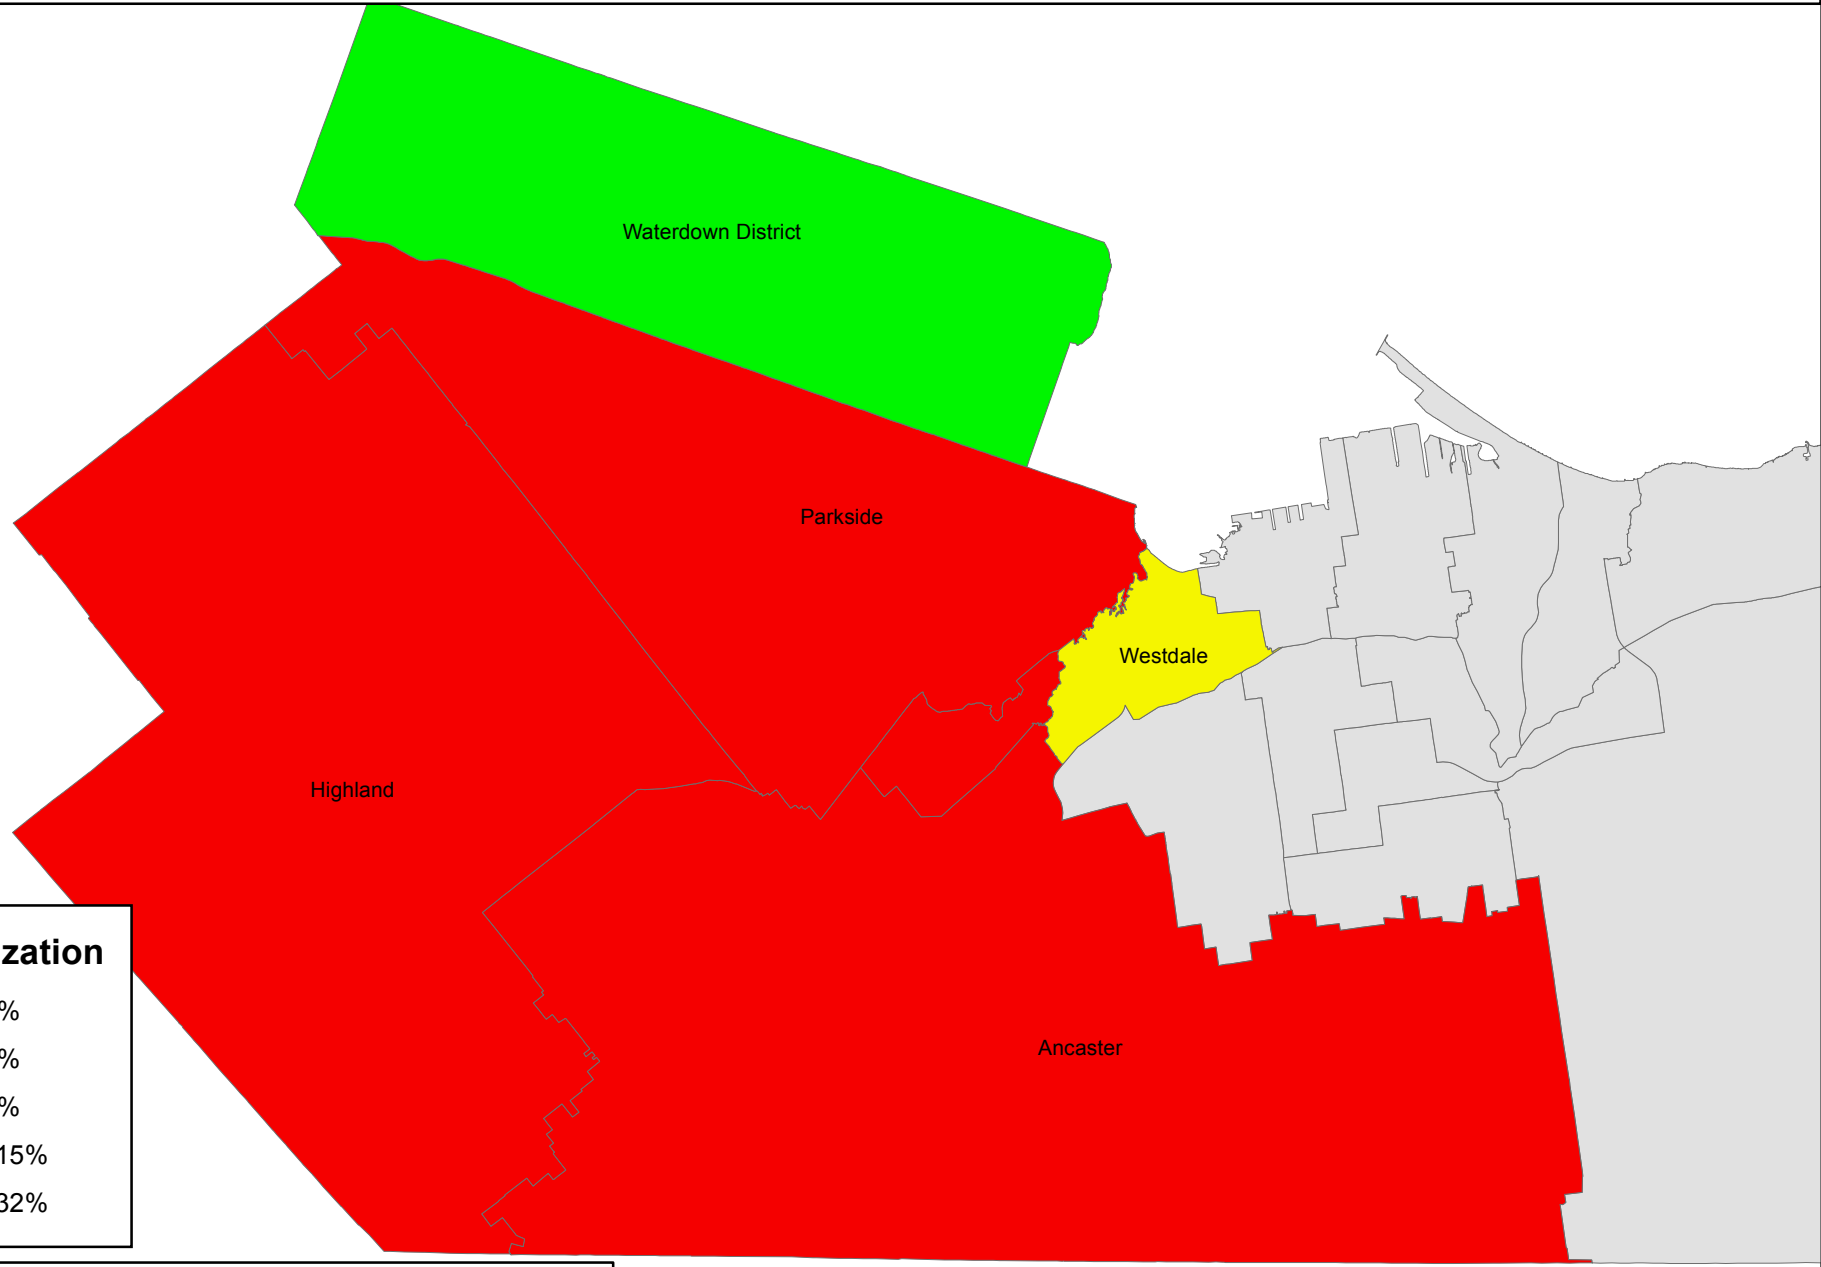 Waterdown District
Parkside
Westdale
Highland
Ancaster
zation
%
%
%
15%
32%